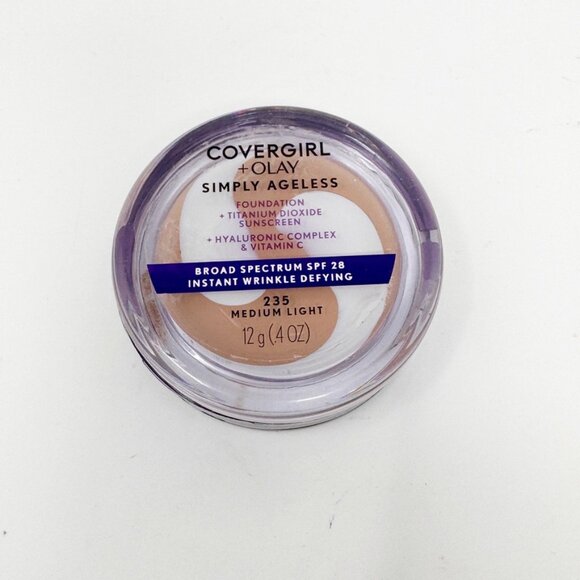 COVERGIRL
+OLAY
SIMPLY AGELESS
FOUNDATION
+ TITANIUM DIOXIDE
SUNSCREEN
+ HYALURONIC COMPLEX
& VITAMIN C
BROAD SPECTRUM SPF 28
INSTANT WRINKLE DEFYING
235
MEDIUM LIGHT
12 g (.4 OZ)